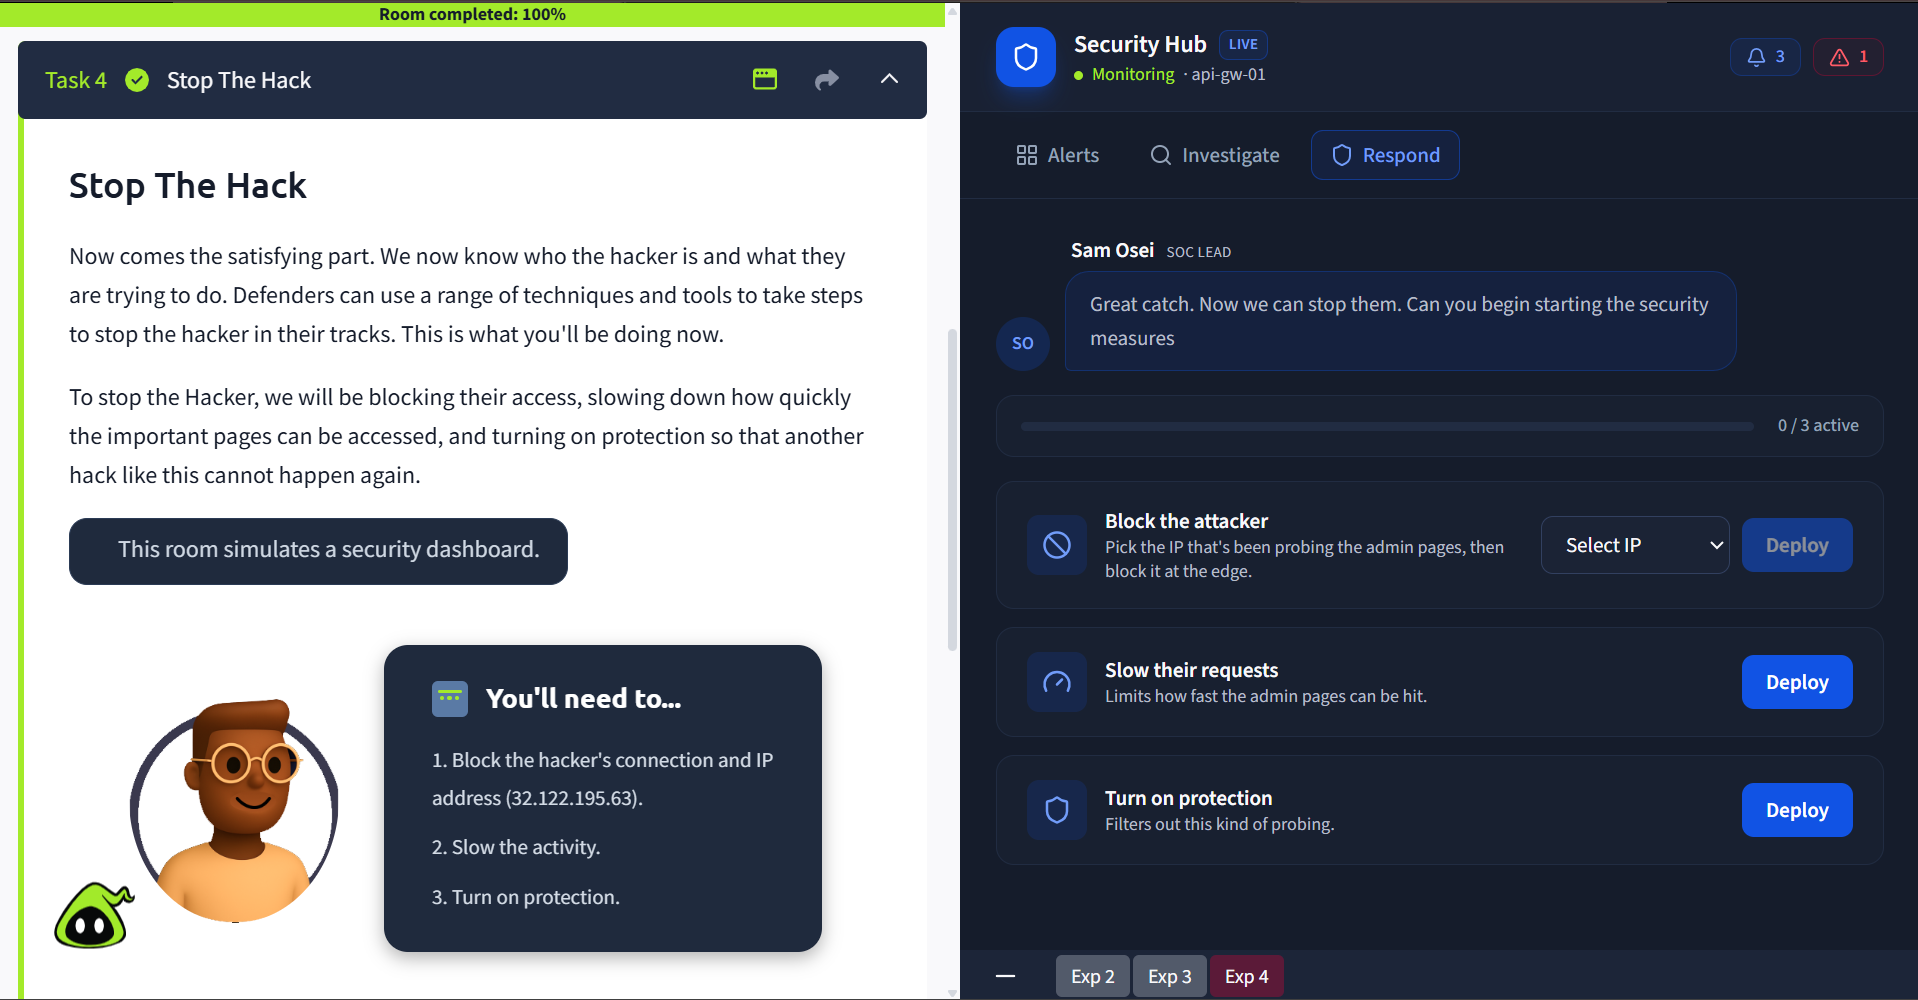 Room completed: 100%
Task 4
Stop The Hack
Stop The Hack
Now comes the satisfying part. We now know who the hacker is and what they
are trying to do. Defenders can use a range of techniques and tools to take steps
to stop the hacker in their tracks. This is what you'll be doing now.
To stop the Hacker, we will be blocking their access, slowing down how quickly
the important pages can be accessed, and turning on protection so that another
hack like this cannot happen again.
This room simulates a security dashboard.
You'll need to...
1. Block the hacker's connection and IP
address (32.122.195.63).
2. Slow the activity.
3. Turn on protection.
Security Hub LIVE
Monitoring · api-gw-01
3
1
Alerts
Investigate
Respond
Sam Osei SOC LEAD
SO
Great catch. Now we can stop them. Can you begin starting the security
measures
0 / 3 active
Block the attacker
Pick the IP that's been probing the admin pages, then
block it at the edge.
Select IP
Deploy
Slow their requests
Limits how fast the admin pages can be hit.
Deploy
Turn on protection
Filters out this kind of probing.
Deploy
Exp 2
Exp 3
Exp 4